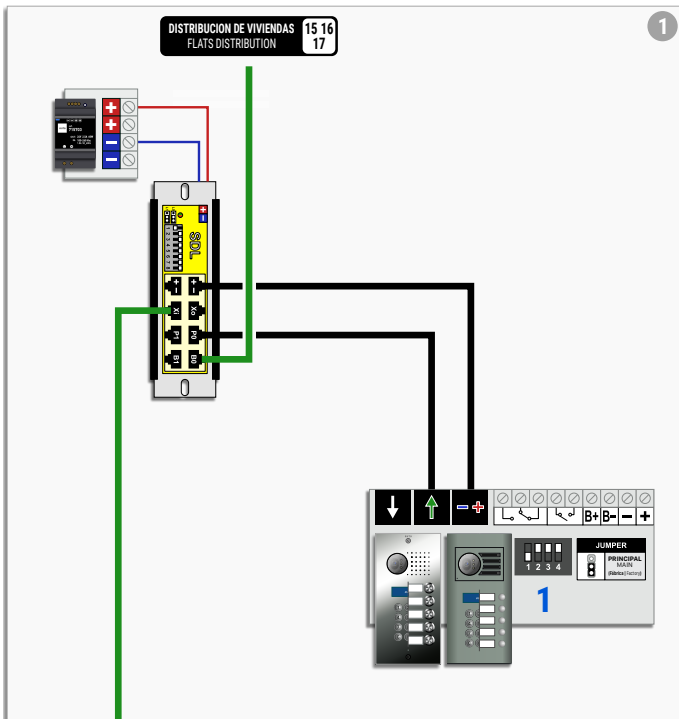 1
DISTRIBUCION DE VIVIENDAS 15 16
FLATS DISTRIBUTION 17
+
+
−
−
+
−
SDL
+ − + −
Xi Xo
P1 P0
B1 B0
− +
B+ B− − +
1 2 3 4
JUMPER
PRINCIPAL
MAIN
(Fábrica | Factory)
1